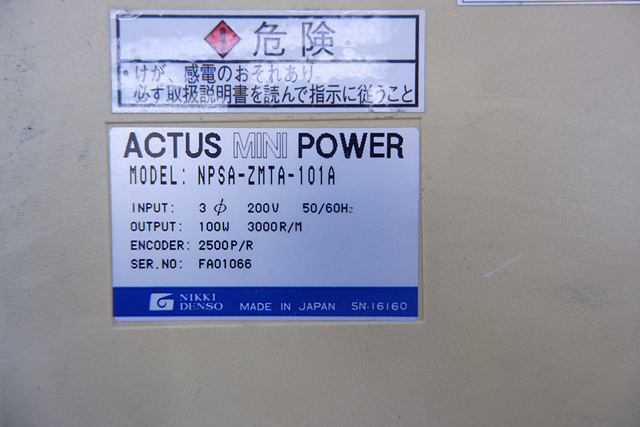 危険
・けが、感電のおそれあり
必ず取扱説明書を読んで指示に従うこと
ACTUS MINI POWER
MODEL: NPSA-ZMTA-101A
INPUT: 3 ϕ 200V 50/60Hz
OUTPUT: 100W 3000R/M
ENCODER: 2500P/R
SER.NO: FA01066
NIKKI
DENSO MADE IN JAPAN SN-16160